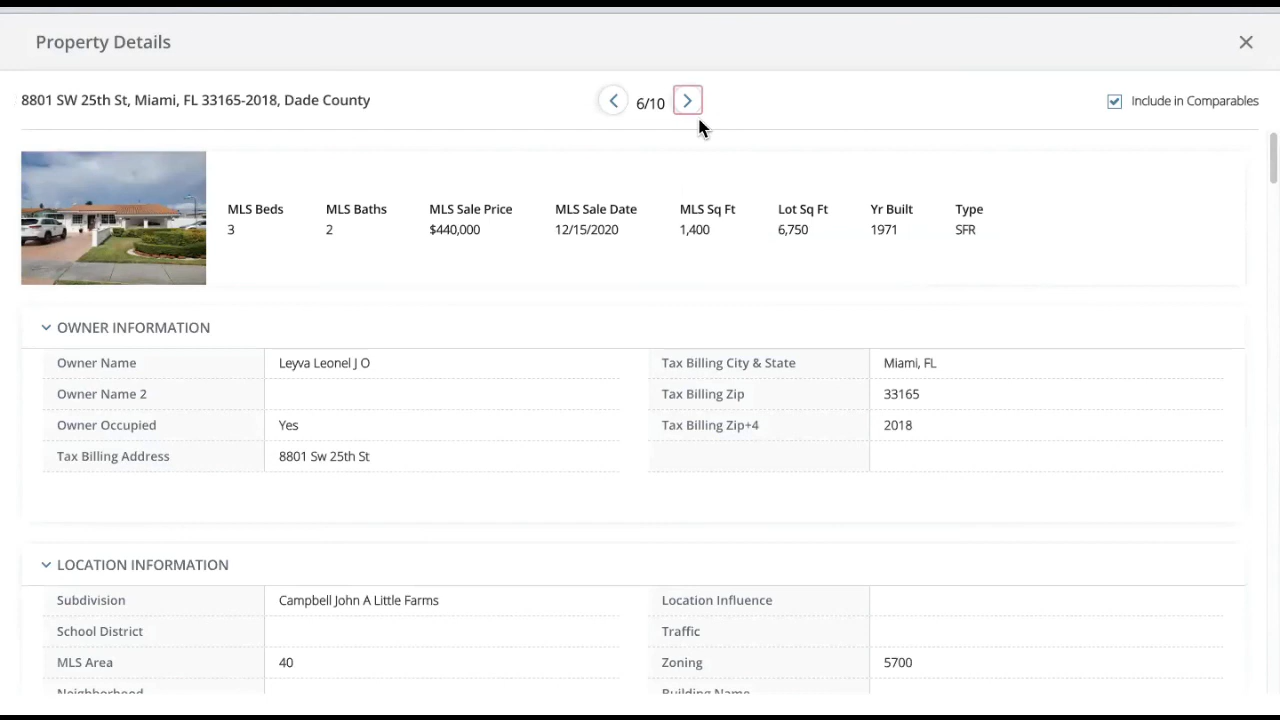 Property Details
8801 SW 25th St, Miami, FL 33165-2018, Dade County
6/10
Include in Comparables
MLS Beds MLS Baths MLS Sale Price MLS Sale Date MLS Sq Ft Lot Sq Ft Yr Built Type
3 2 $440,000 12/15/2020 1,400 6,750 1971 SFR
OWNER INFORMATION
Owner Name Leyva Leonel J O Tax Billing City & State Miami, FL
Owner Name 2 Tax Billing Zip 33165
Owner Occupied Yes Tax Billing Zip+4 2018
Tax Billing Address 8801 Sw 25th St
LOCATION INFORMATION
Subdivision Campbell John A Little Farms Location Influence
School District Traffic
MLS Area 40 Zoning 5700
Neighborhood Building Name